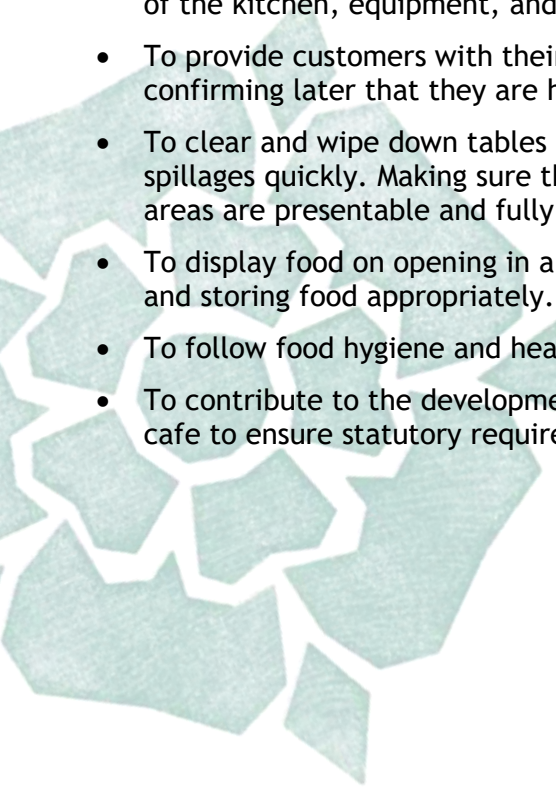 of the kitchen, equipment, and
• To provide customers with their
confirming later that they are h
• To clear and wipe down tables
spillages quickly. Making sure th
areas are presentable and fully
• To display food on opening in a
and storing food appropriately.
• To follow food hygiene and hea
• To contribute to the developme
cafe to ensure statutory require